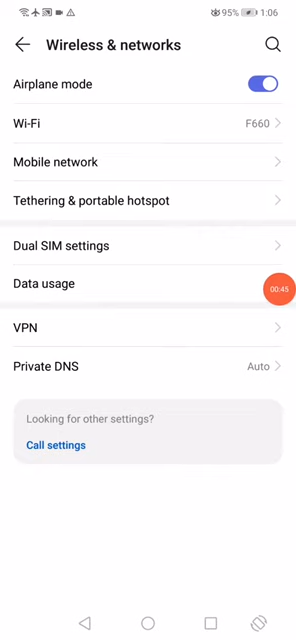 95% 1:06
Wireless & networks
Airplane mode
Wi-Fi F660
Mobile network
Tethering & portable hotspot
Dual SIM settings
Data usage
00:45
VPN
Private DNS Auto
Looking for other settings?
Call settings